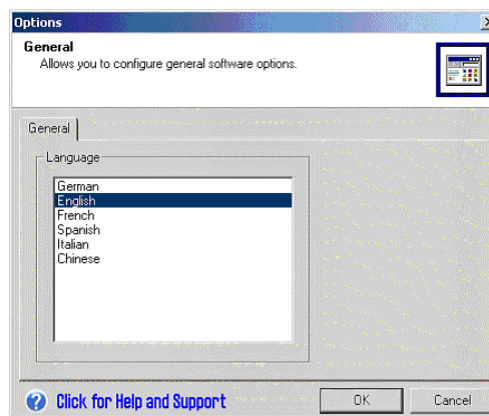 Options
General
Allows you to configure general software options.
General
Language
German
English
French
Spanish
Italian
Chinese
Click for Help and Support
OK
Cancel